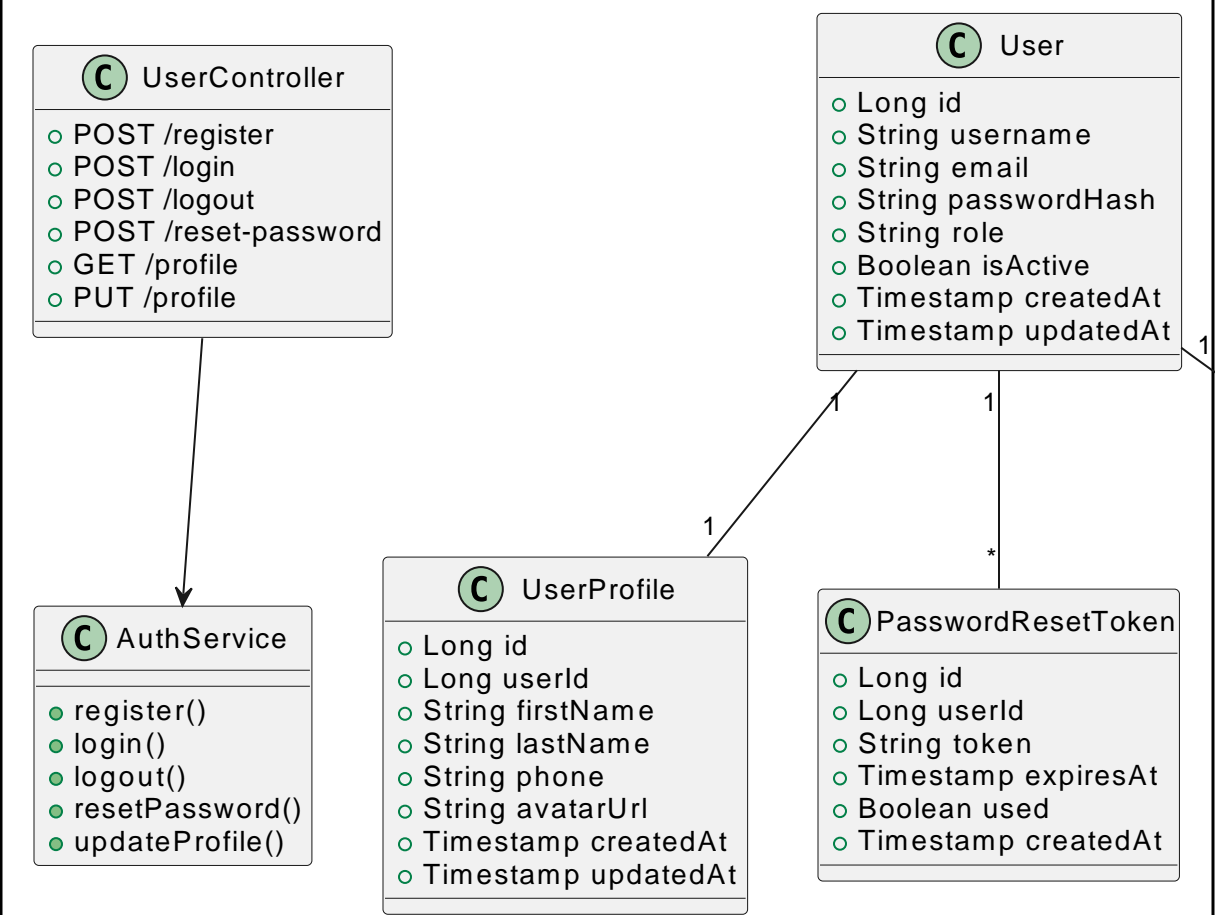 C UserController
POST /register
POST /login
POST /logout
POST /reset-password
GET /profile
PUT /profile
C User
Long id
String username
String email
String passwordHash
String role
Boolean isActive
Timestamp createdAt
Timestamp updatedAt
1
1
1
1
*
C AuthService
register()
login()
logout()
resetPassword()
updateProfile()
C UserProfile
Long id
Long userId
String firstName
String lastName
String phone
String avatarUrl
Timestamp createdAt
Timestamp updatedAt
C PasswordResetToken
Long id
Long userId
String token
Timestamp expiresAt
Boolean used
Timestamp createdAt